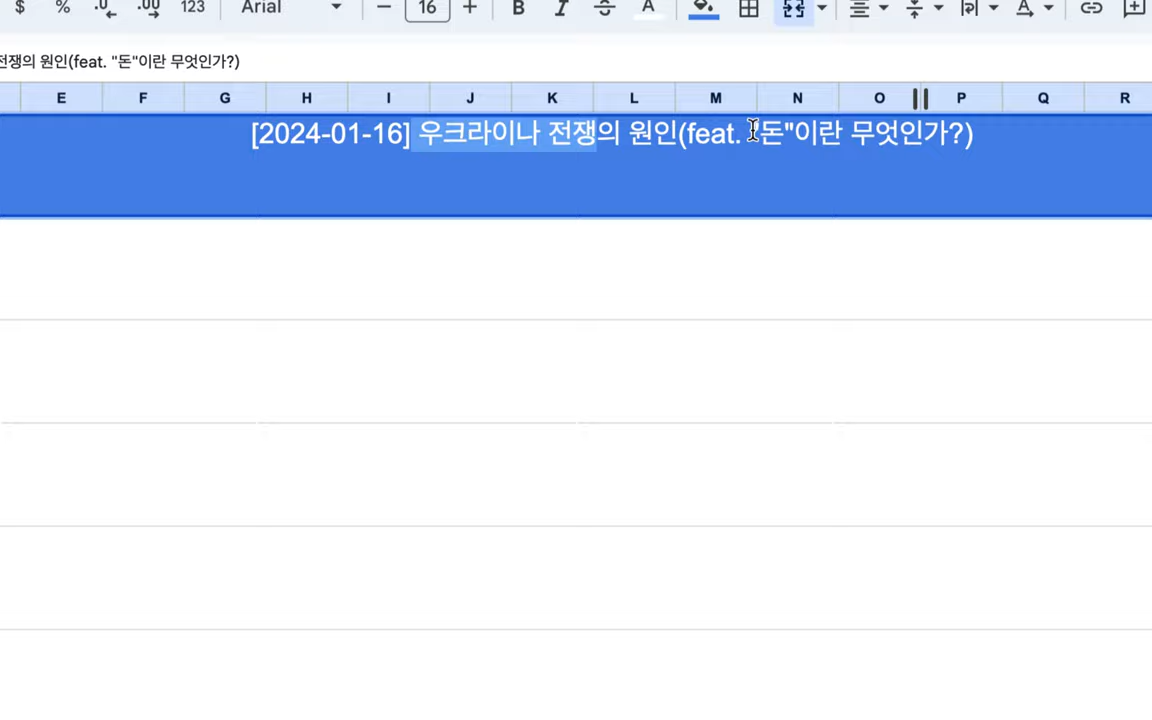 $ % .0 .00 123 Arial − 16 + B I S A
전쟁의 원인(feat. "돈"이란 무엇인가?)
E F G H I J K L M N O P Q R
[2024-01-16] 우크라이나 전쟁의 원인(feat. "돈"이란 무엇인가?)